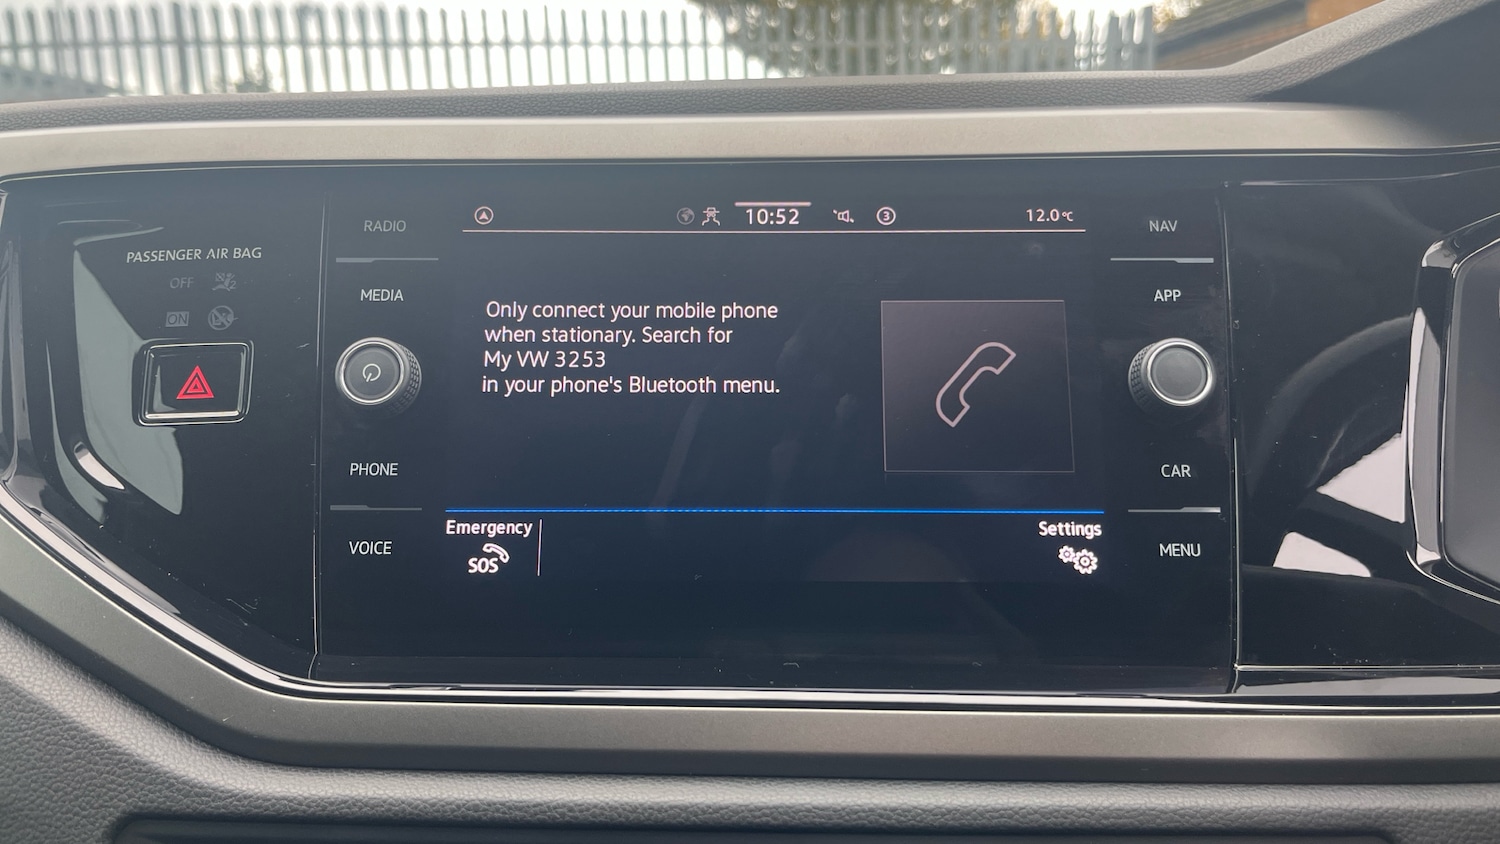 PASSENGER AIR BAG
OFF
ON
RADIO
MEDIA
PHONE
VOICE
10:52
3
12.0°C
Only connect your mobile phone
when stationary. Search for
My VW 3253
in your phone's Bluetooth menu.
Emergency
SOS
Settings
NAV
APP
CAR
MENU